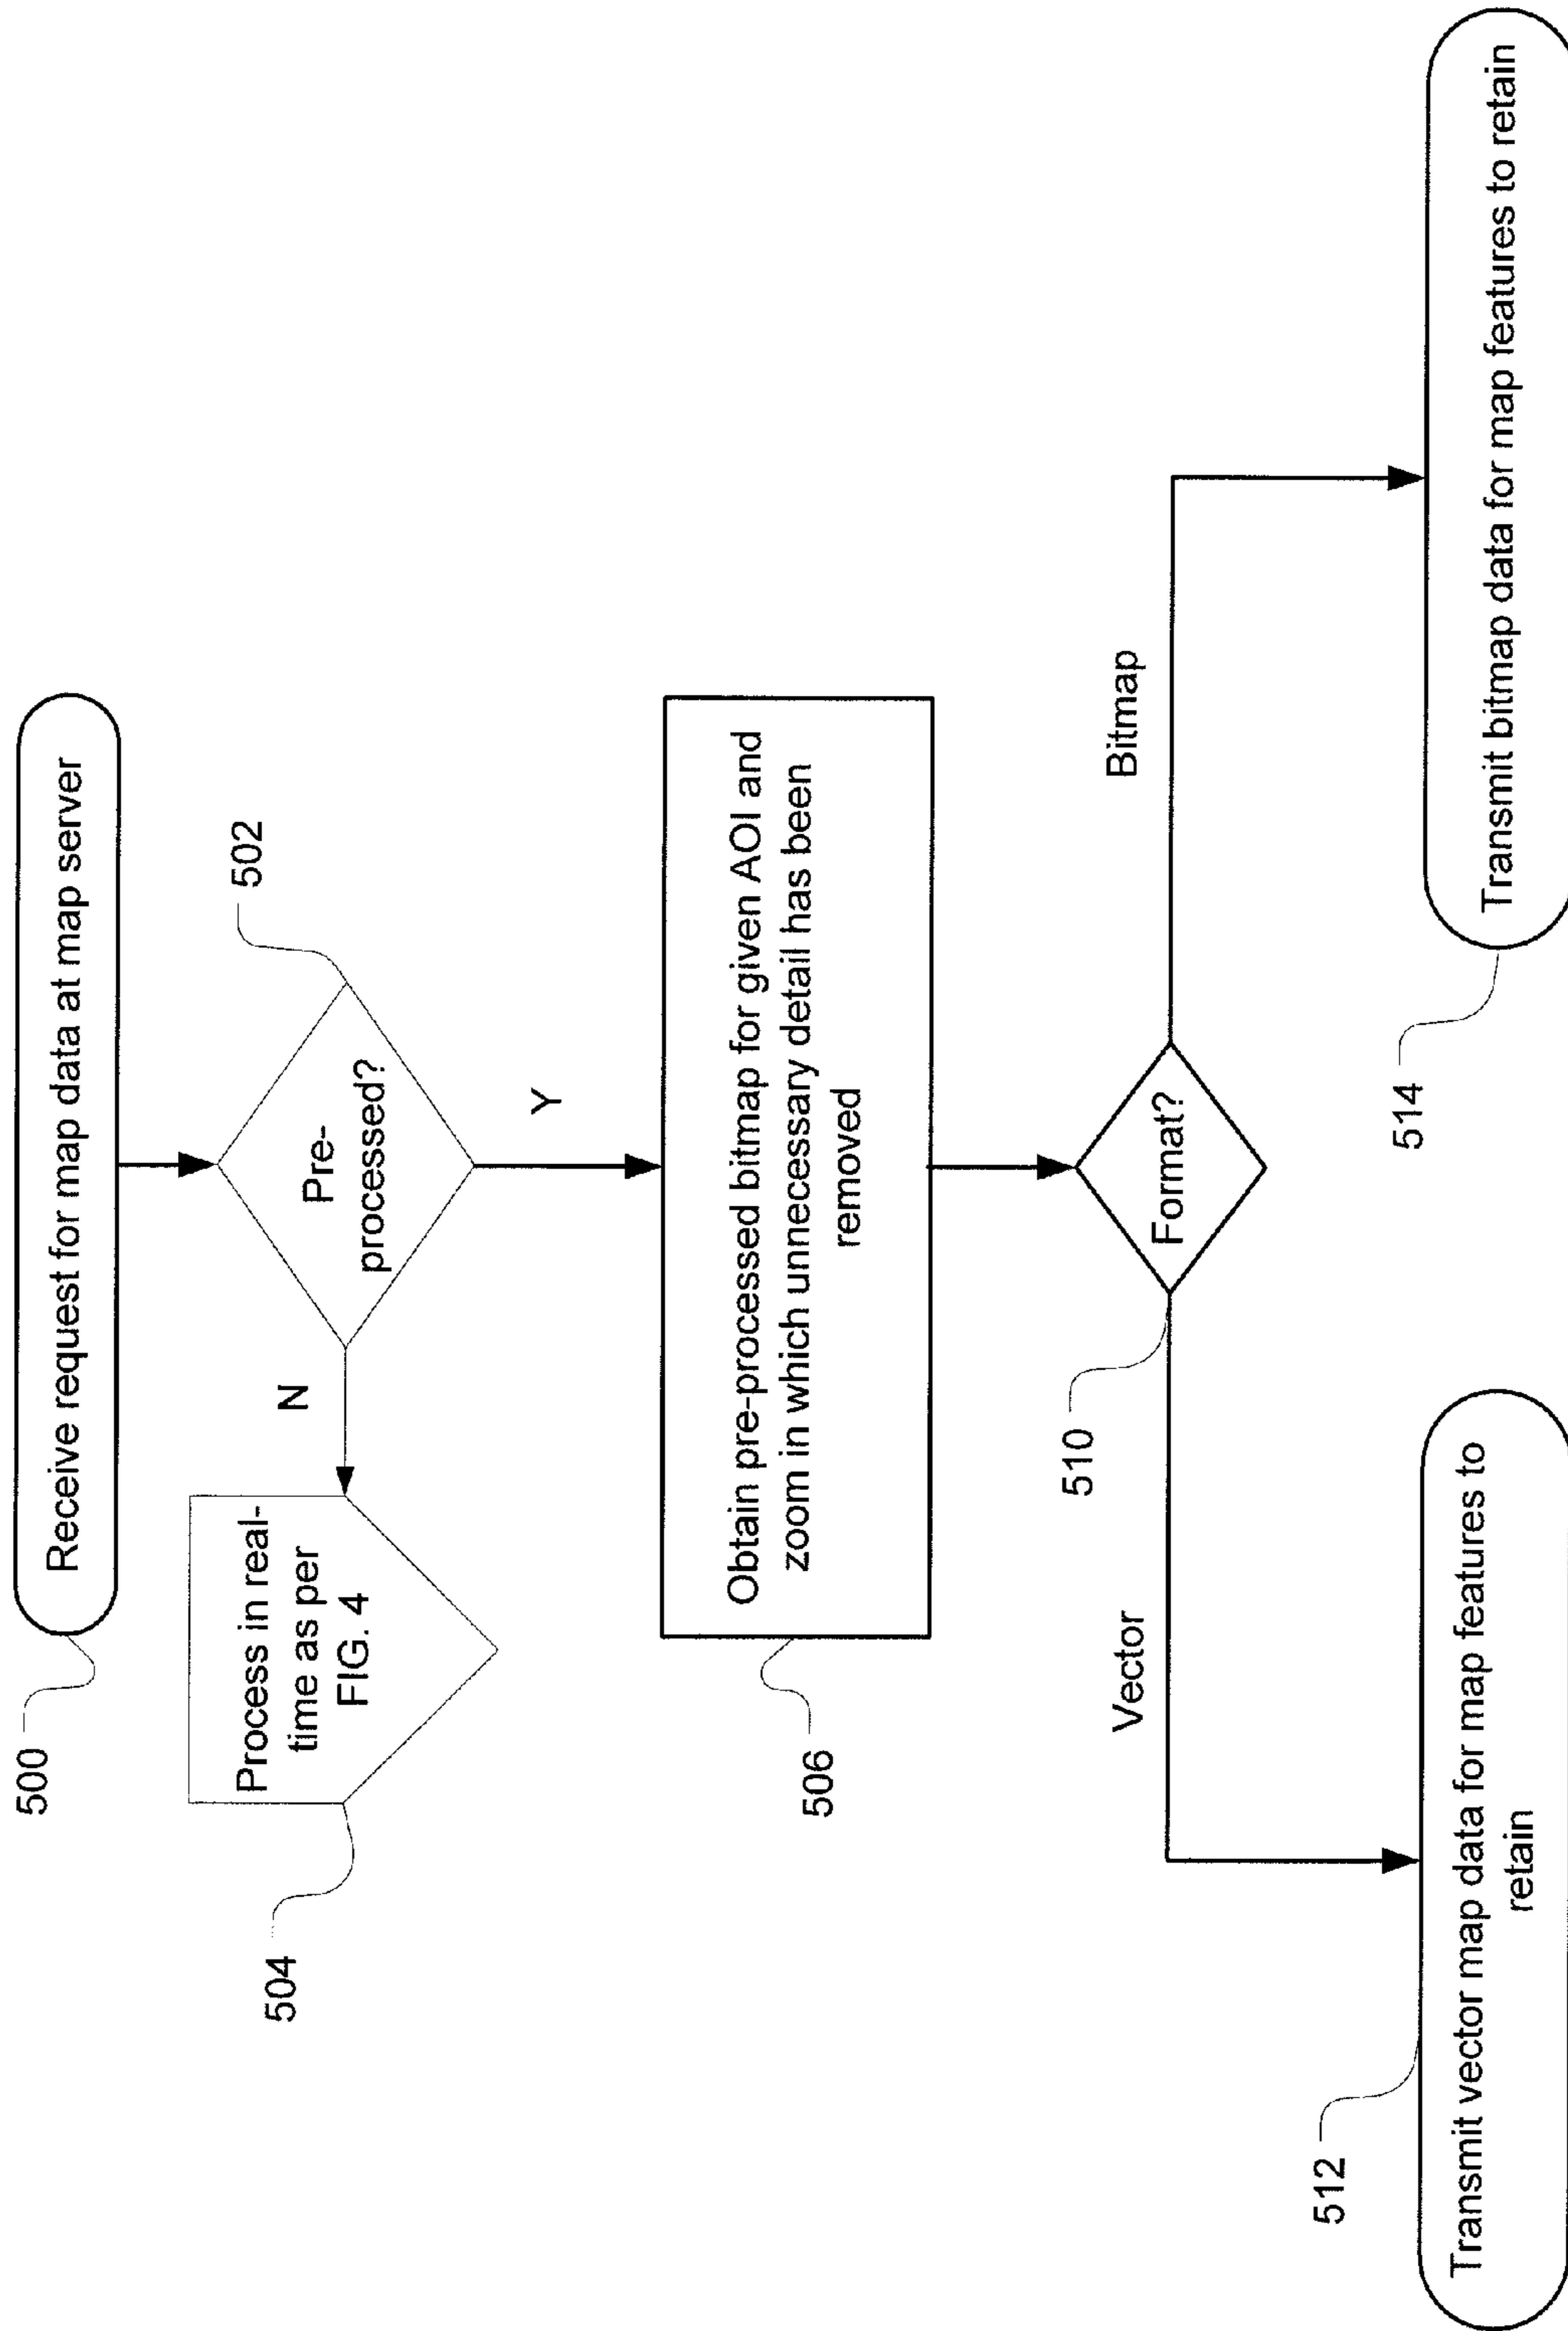 500
Receive request for map data at map server
502
Pre-
processed?
N
Y
504
Process in real-
time as per
FIG. 4
506
Obtain pre-processed bitmap for given AOI and
zoom in which unnecessary detail has been
removed
510
Format?
Vector
Bitmap
512
Transmit vector map data for map features to
retain
514
Transmit bitmap data for map features to retain